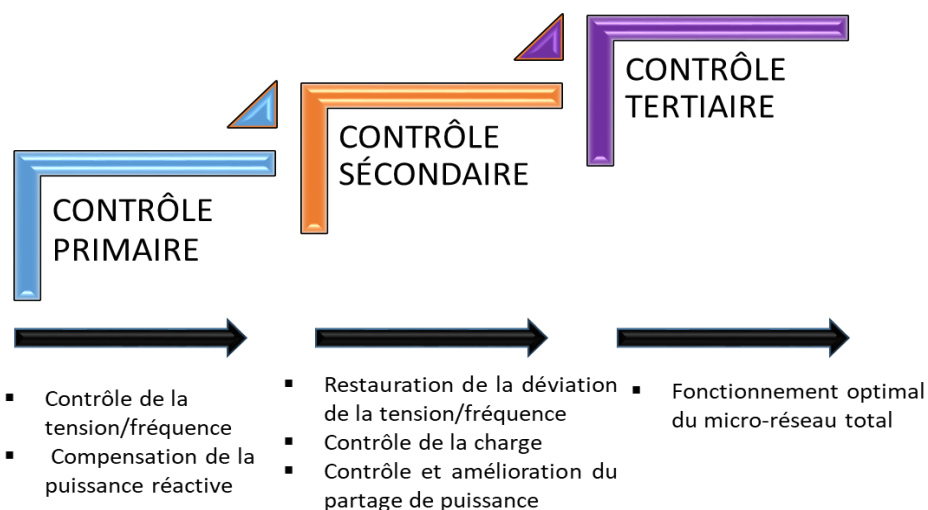 CONTRÔLE
PRIMAIRE
CONTRÔLE
SÉCONDAIRE
CONTRÔLE
TERTIAIRE
▪ Contrôle de la
tension/fréquence
▪ Compensation de la
puissance réactive
▪ Restauration de la déviation
de la tension/fréquence
▪ Contrôle de la charge
▪ Contrôle et amélioration du
partage de puissance
▪ Fonctionnement optimal
du micro-réseau total